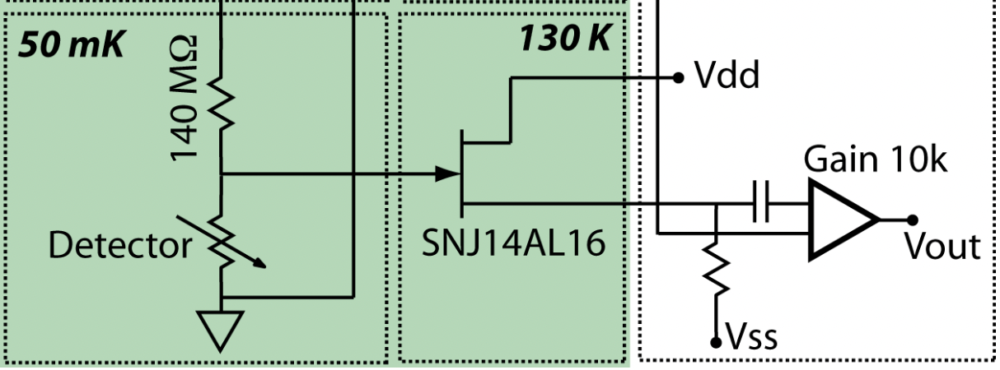 50 mK
130 K
140 MΩ
Vdd
Gain 10k
Detector
SNJ14AL16
Vout
Vss